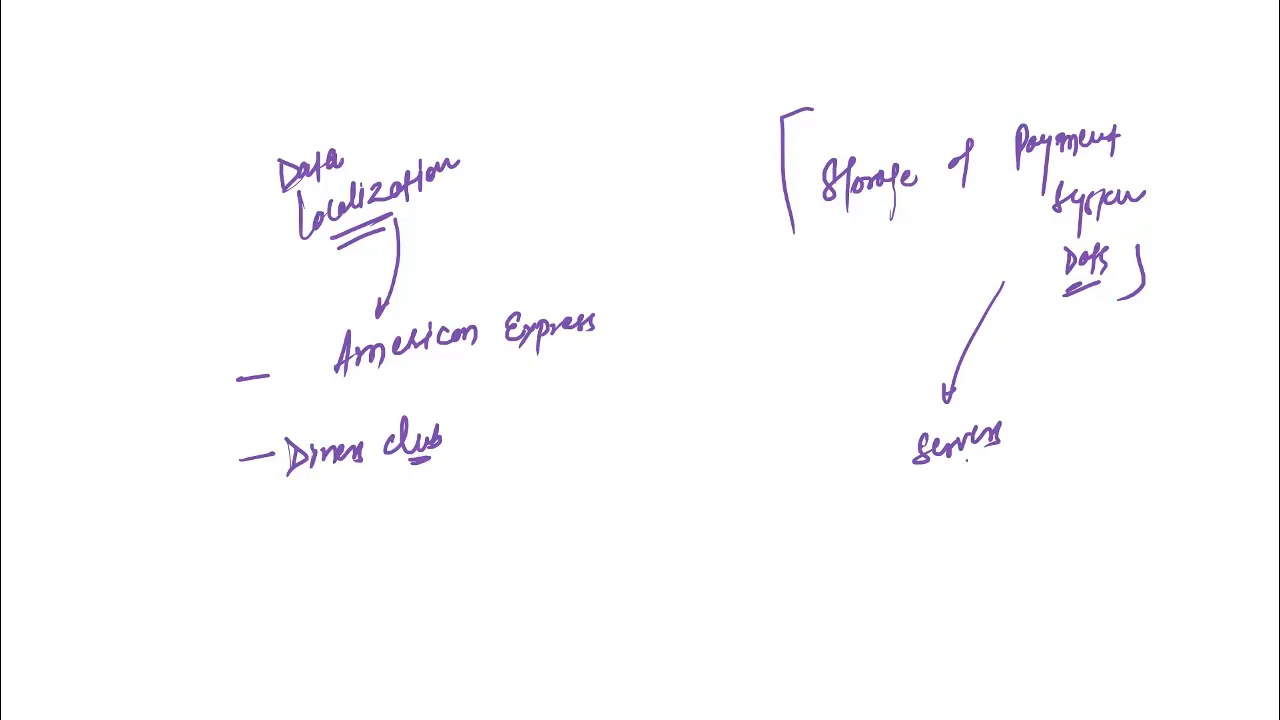 Data
Localization
American Express
Diners club
Storage of Payment
System
Data
Servers